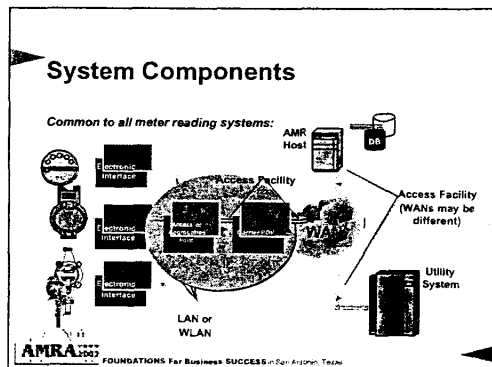 System Components
Common to all meter reading systems:
AMR
Host
DB
Electronic
Interface
Access Facility
Electronic
Interface
WAN
Access Facility
(WANs may be
different)
Electronic
Interface
LAN or
WLAN
Utility
System
AMRA 2002 FOUNDATIONS For Business SUCCESS in San Antonio, Texas